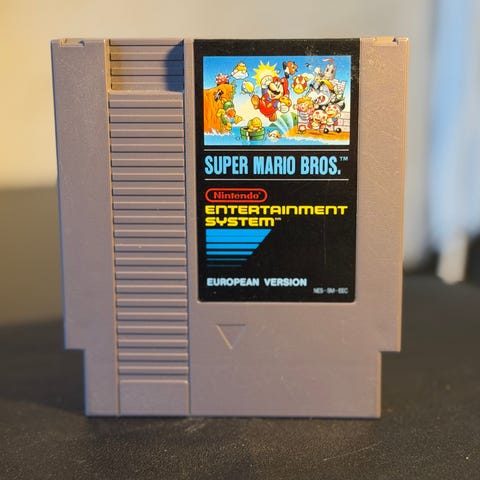 SUPER MARIO BROS.™
Nintendo®
ENTERTAINMENT
SYSTEM™
EUROPEAN VERSION
NES-SM-EEC